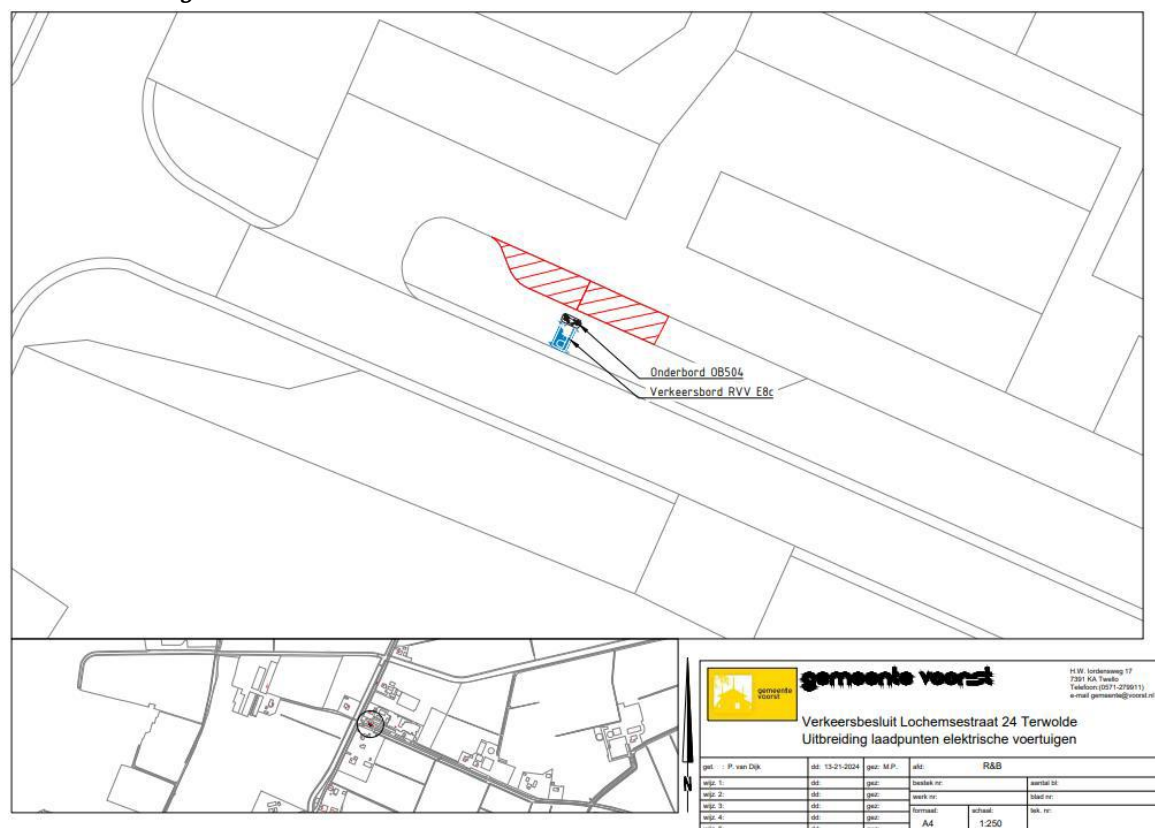 Onderbord OB504
Verkeersbord RVV E8c
N
gemeente
voorst
gemeente voorst
H.W. Iordensweg 17
7391 KA Twello
Telefoon (0571-279911)
e-mail gemeente@voorst.nl
Verkeersbesluit Lochemsestraat 24 Terwolde
Uitbreiding laadpunten elektrische voertuigen
get. : P. van Dijk dd: 13-21-2024 gez: M.P. afd: R&B
wijz. 1: dd: gez: bestek nr: aantal bl:
wijz. 2: dd: gez: werk nr: blad nr:
wijz. 3: dd: gez: formaat: schaal: tek. nr:
wijz. 4: dd: gez: A4 1:250